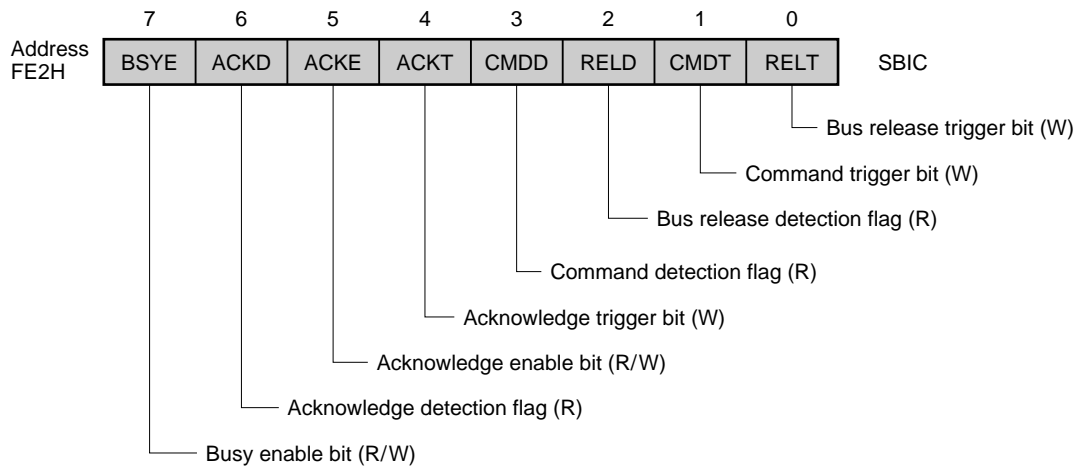 7 6 5 4 3 2 1 0
Address
FE2H
BSYE ACKD ACKE ACKT CMDD RELD CMDT RELT SBIC
Bus release trigger bit (W)
Command trigger bit (W)
Bus release detection flag (R)
Command detection flag (R)
Acknowledge trigger bit (W)
Acknowledge enable bit (R/W)
Acknowledge detection flag (R)
Busy enable bit (R/W)